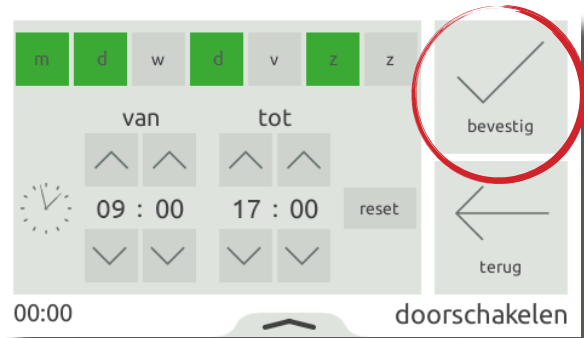 m d w d v z z
bevestig
van tot
09 : 00 17 : 00 reset
terug
00:00 doorschakelen